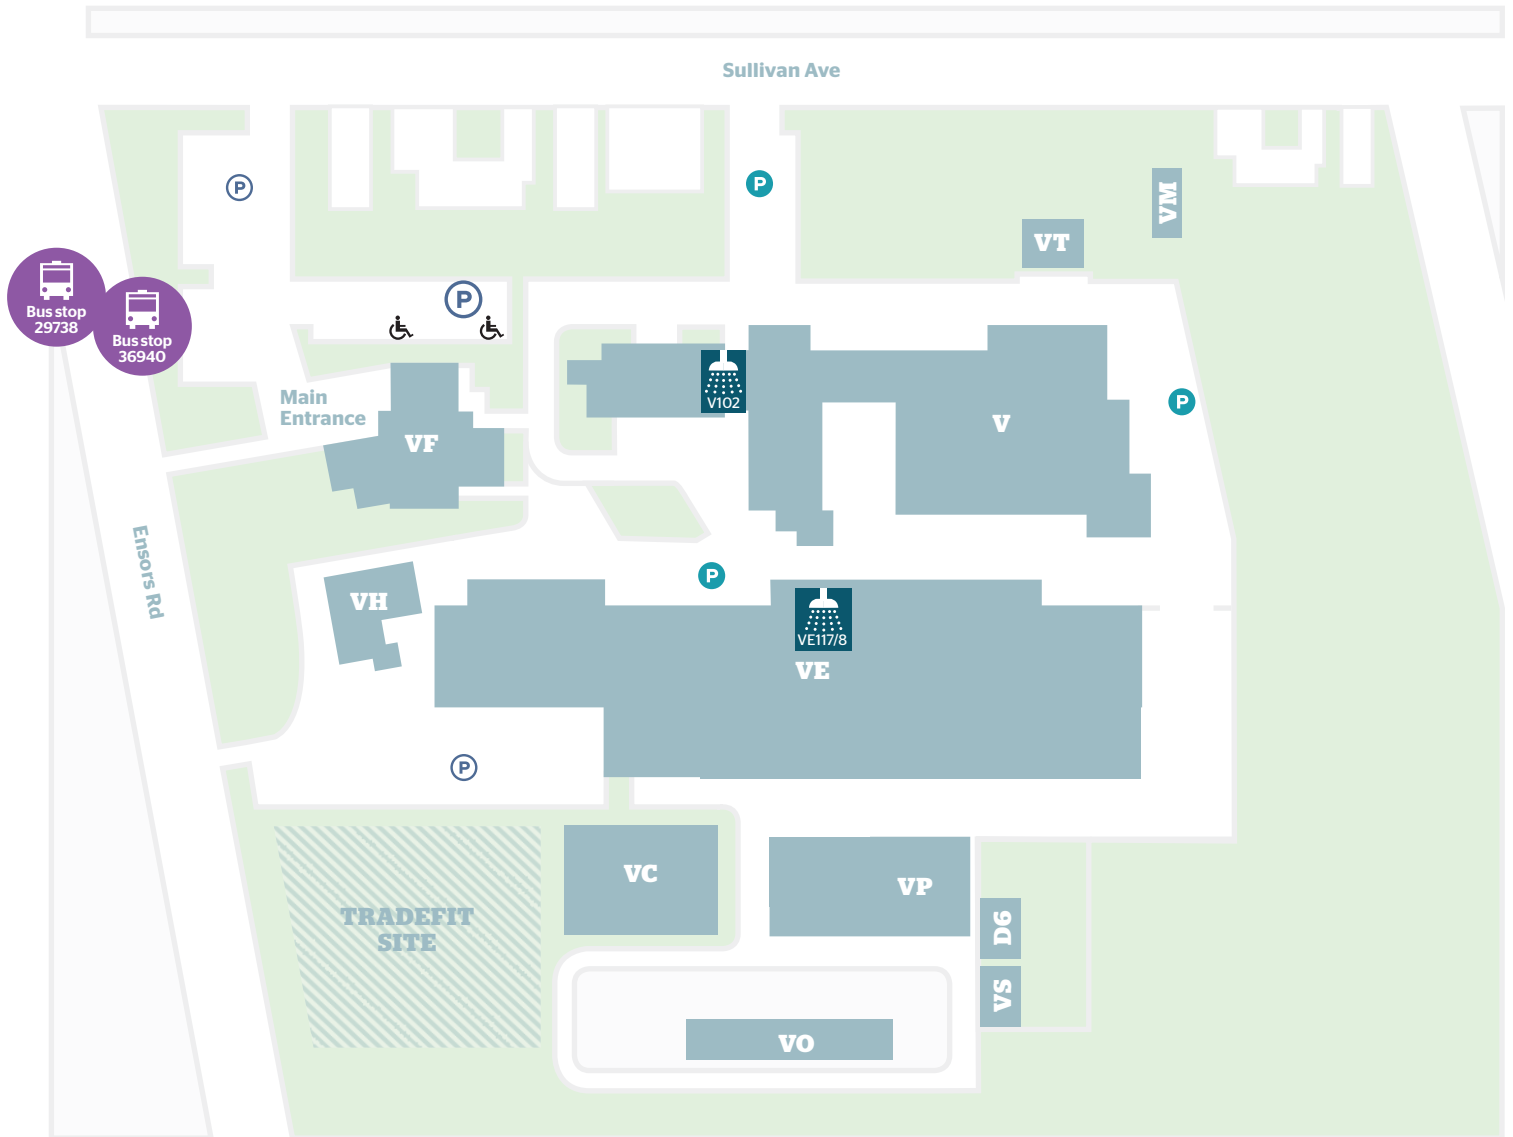 Sullivan Ave
P
P
VM
VT
Bus stop
29738
Bus stop
36940
P
Main
Entrance
VF
V102
V
P
Ensors Rd
VH
P
VE117/8
VE
P
VC
VP
TRADEFIT
SITE
D6
VS
VO